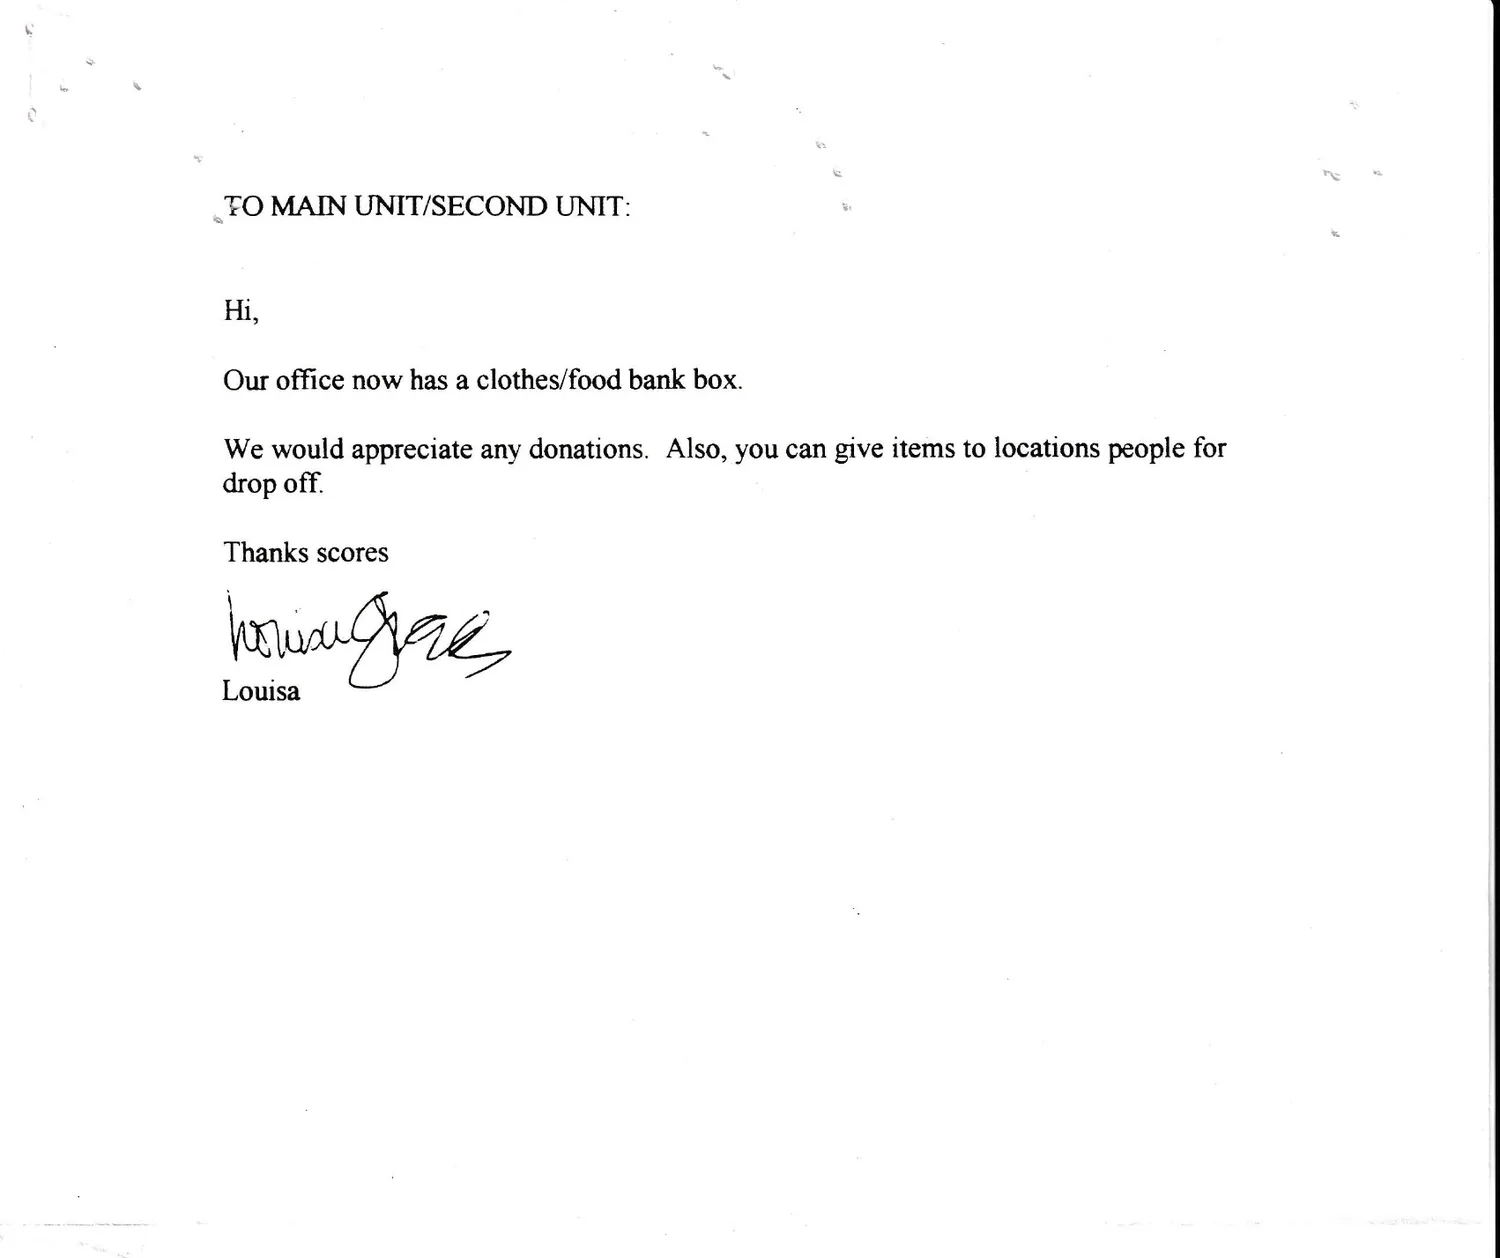 TO MAIN UNIT/SECOND UNIT:
Hi,
Our office now has a clothes/food bank box.
We would appreciate any donations.  Also, you can give items to locations people for
drop off.
Thanks scores
Louisa
Louisa